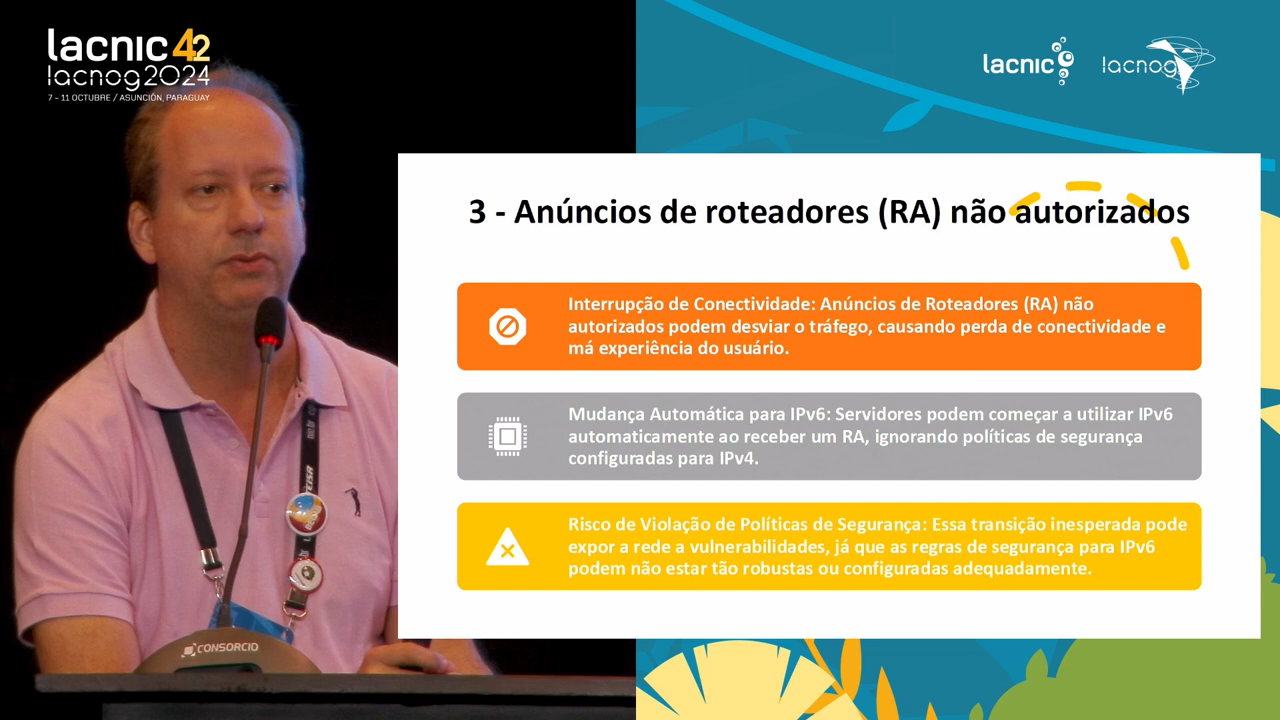 lacnic 42
lacnog2024
7 - 11 OCTUBRE / ASUNCIÓN, PARAGUAY
lacnic
lacnog
3 - Anúncios de roteadores (RA) não autorizados
Interrupção de Conectividade: Anúncios de Roteadores (RA) não
autorizados podem desviar o tráfego, causando perda de conectividade e
má experiência do usuário.
Mudança Automática para IPv6: Servidores podem começar a utilizar IPv6
automaticamente ao receber um RA, ignorando políticas de segurança
configuradas para IPv4.
Risco de Violação de Políticas de Segurança: Essa transição inesperada pode
expor a rede a vulnerabilidades, já que as regras de segurança para IPv6
podem não estar tão robustas ou configuradas adequadamente.
nic.br
CONSORCIO